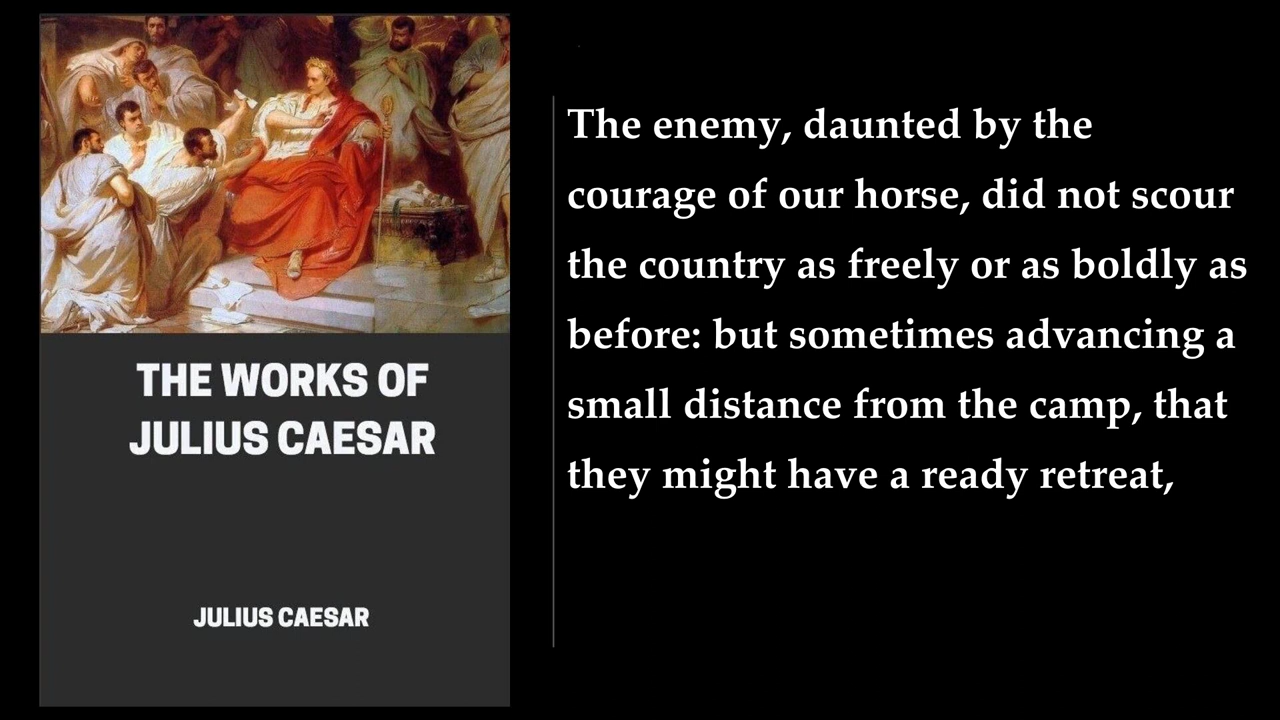 THE WORKS OF
JULIUS CAESAR
JULIUS CAESAR
The enemy, daunted by the
courage of our horse, did not scour
the country as freely or as boldly as
before: but sometimes advancing a
small distance from the camp, that
they might have a ready retreat,